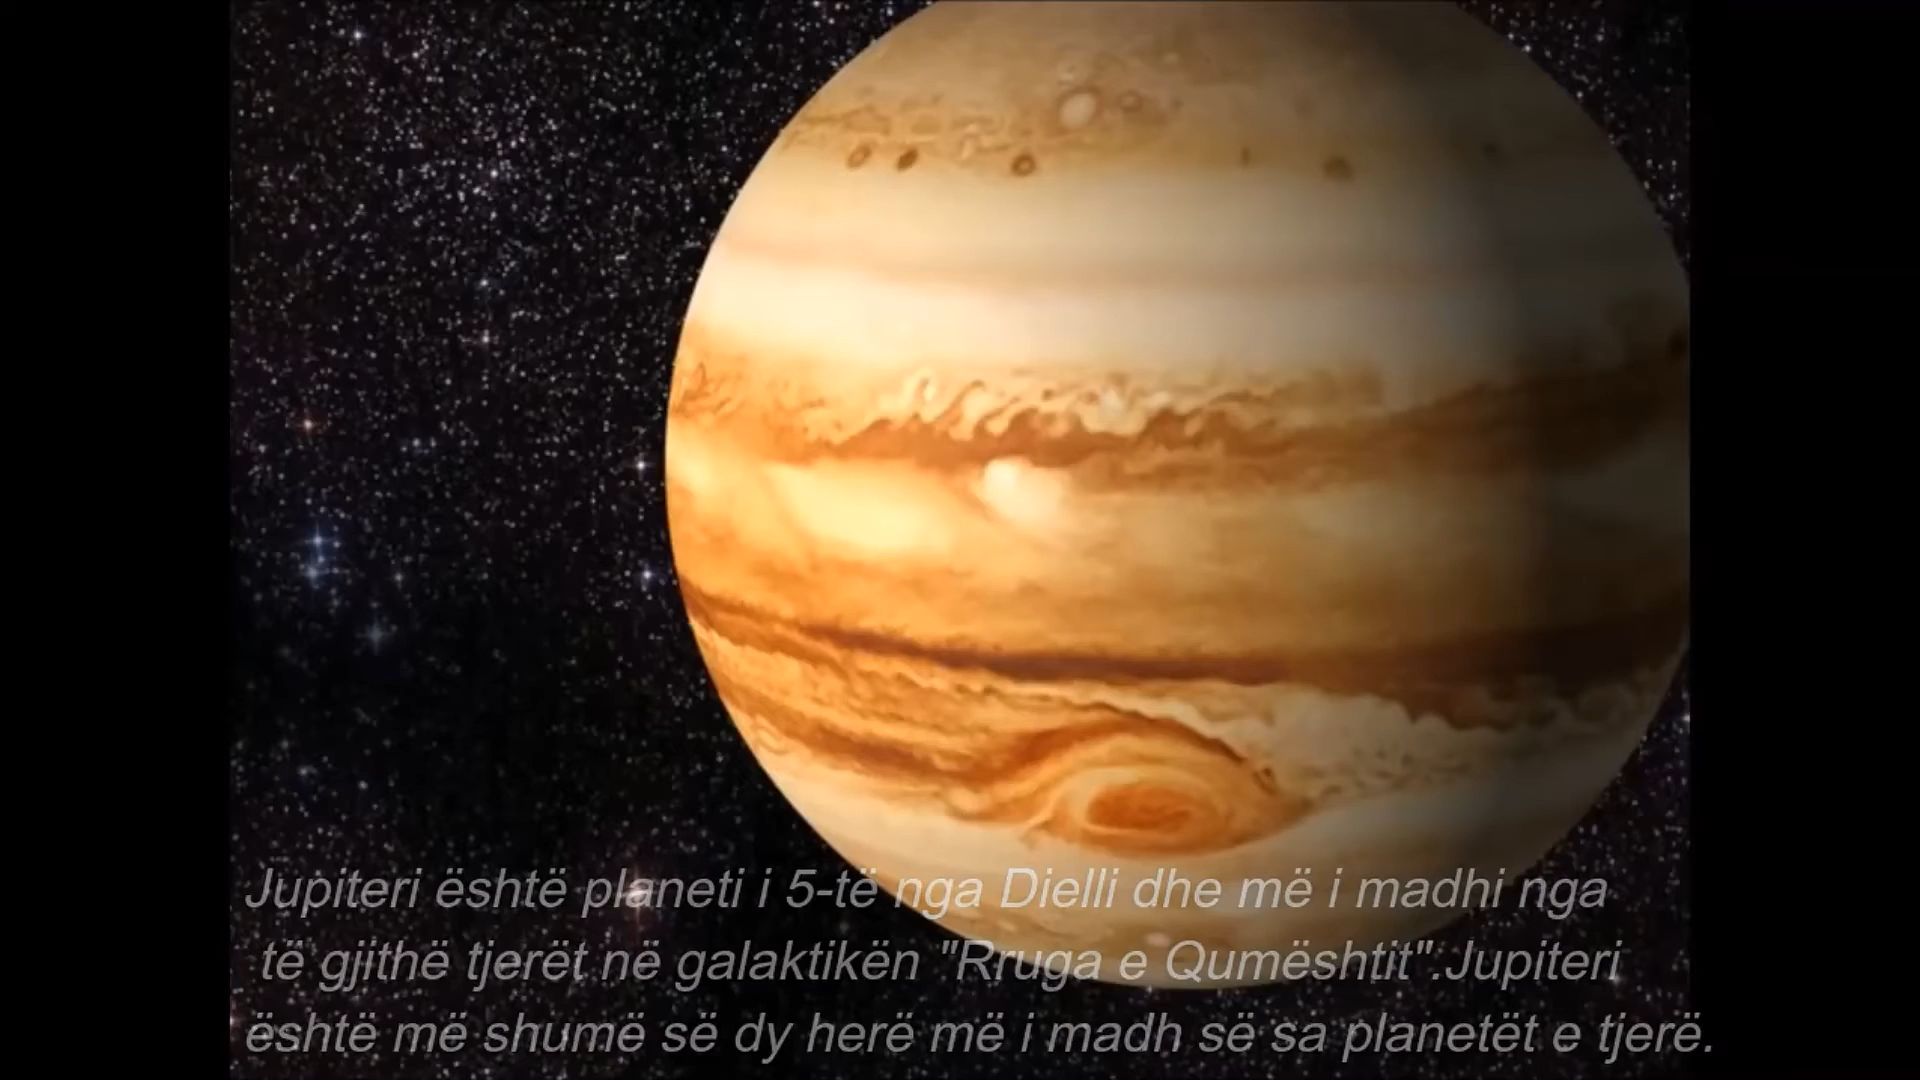 Jupiteri është planeti i 5-të nga Dielli dhe më i madhi nga
të gjithë tjerët në galaktikën "Rruga e Qumështit".Jupiteri
është më shumë së dy herë më i madh së sa planetët e tjerë.